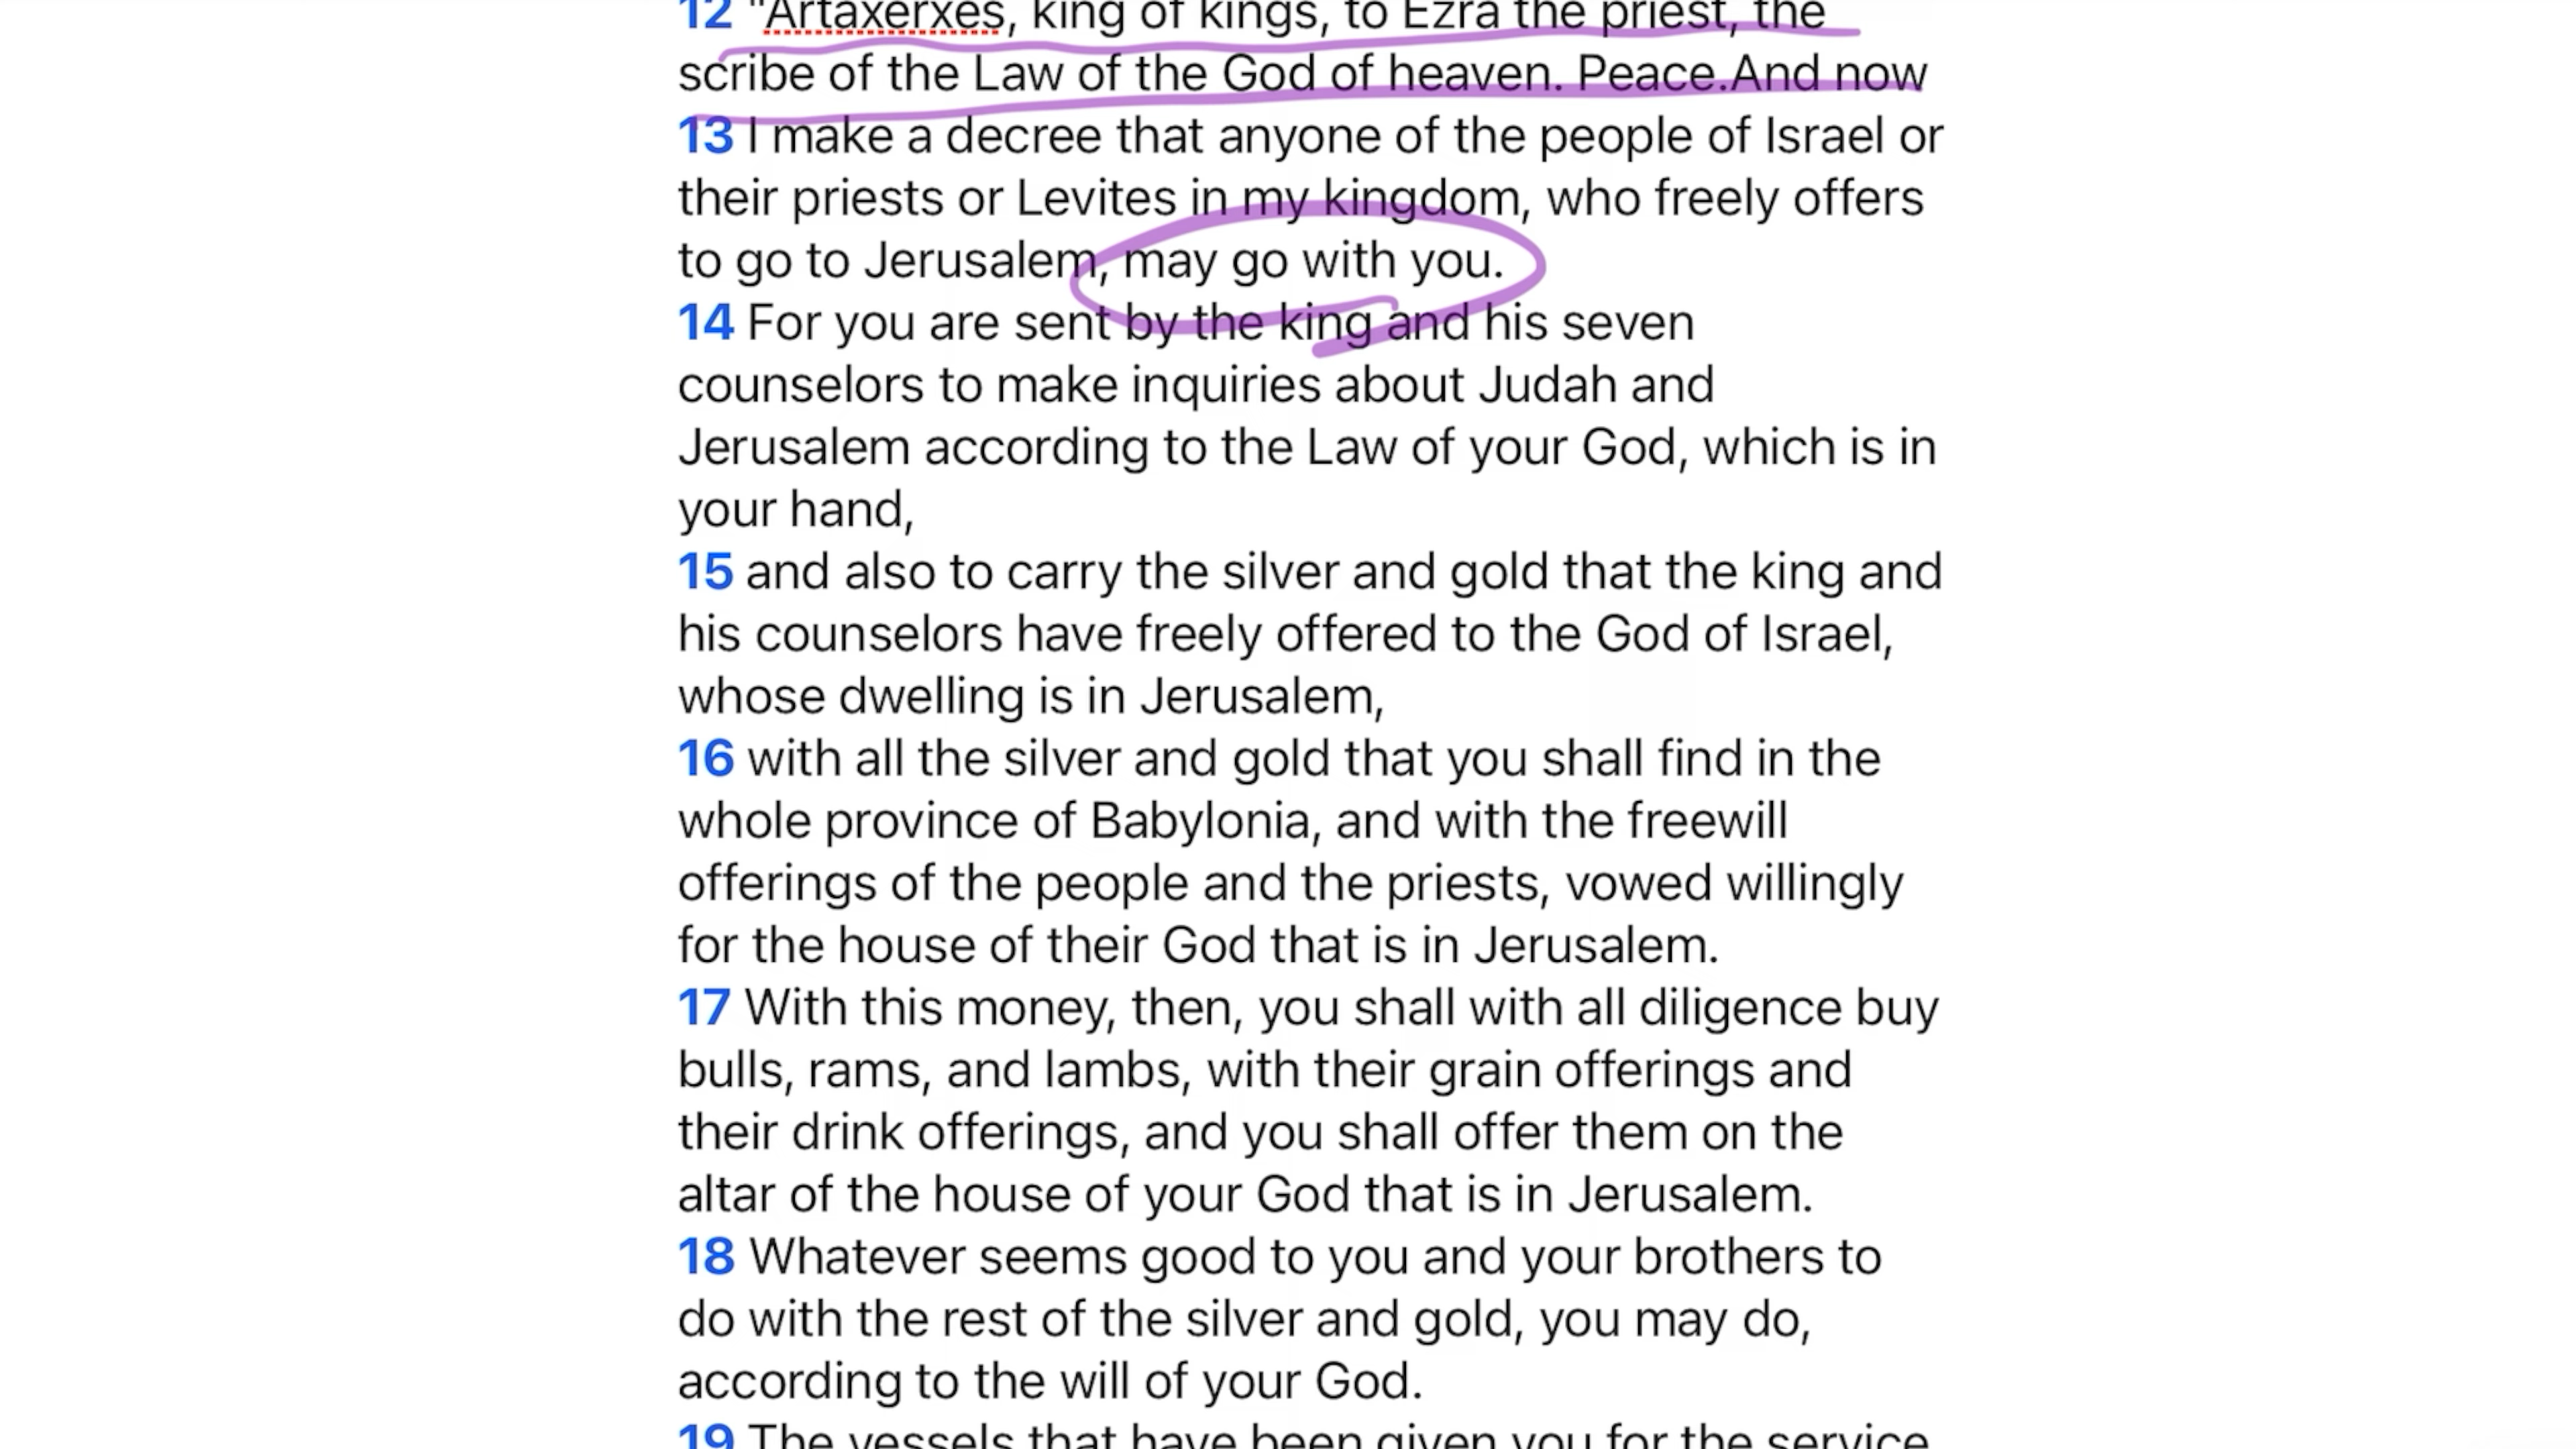 12 "Artaxerxes, king of kings, to Ezra the priest, the
scribe of the Law of the God of heaven. Peace.And now
13 I make a decree that anyone of the people of Israel or
their priests or Levites in my kingdom, who freely offers
to go to Jerusalem, may go with you.
14 For you are sent by the king and his seven
counselors to make inquiries about Judah and
Jerusalem according to the Law of your God, which is in
your hand,
15 and also to carry the silver and gold that the king and
his counselors have freely offered to the God of Israel,
whose dwelling is in Jerusalem,
16 with all the silver and gold that you shall find in the
whole province of Babylonia, and with the freewill
offerings of the people and the priests, vowed willingly
for the house of their God that is in Jerusalem.
17 With this money, then, you shall with all diligence buy
bulls, rams, and lambs, with their grain offerings and
their drink offerings, and you shall offer them on the
altar of the house of your God that is in Jerusalem.
18 Whatever seems good to you and your brothers to
do with the rest of the silver and gold, you may do,
according to the will of your God.
19 The vessels that have been given you for the service